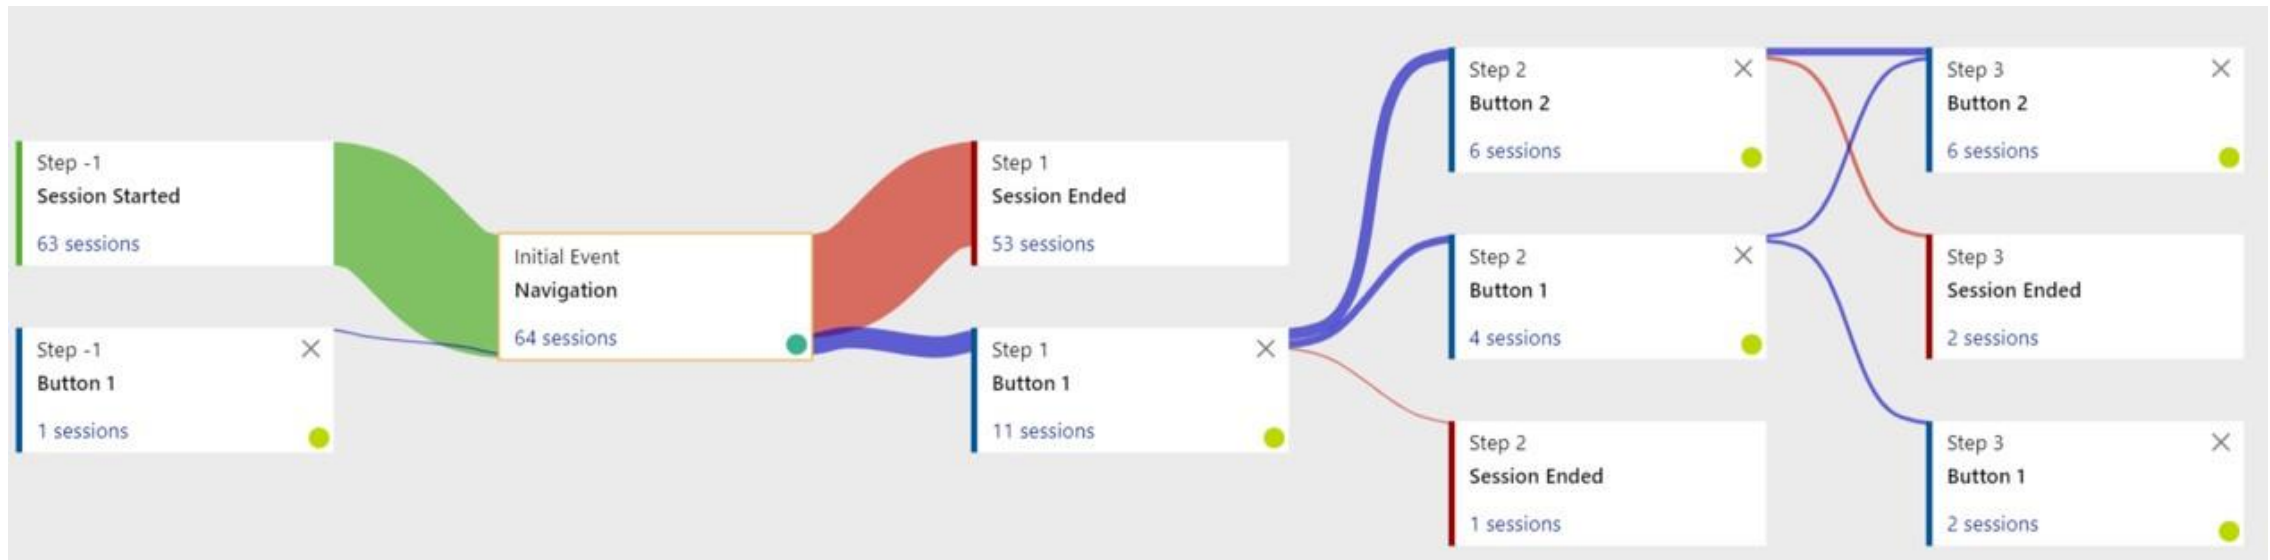 Step -1
Session Started
63 sessions
Step -1
Button 1
1 sessions
Initial Event
Navigation
64 sessions
Step 1
Session Ended
53 sessions
Step 1
Button 1
11 sessions
Step 2
Button 2
6 sessions
Step 2
Button 1
4 sessions
Step 2
Session Ended
1 sessions
Step 3
Button 2
6 sessions
Step 3
Session Ended
2 sessions
Step 3
Button 1
2 sessions